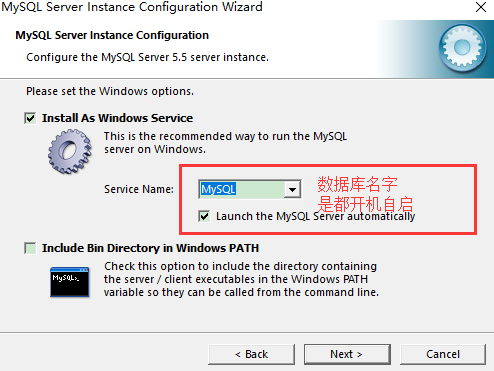 MySQL Server Instance Configuration Wizard
MySQL Server Instance Configuration
Configure the MySQL Server 5.5 server instance.
Please set the Windows options.
Install As Windows Service
This is the recommended way to run the MySQL
server on Windows.
Service Name: MySQL 数据库名字
是都开机自启
Launch the MySQL Server automatically
Include Bin Directory in Windows PATH
Check this option to include the directory containing
the server / client executables in the Windows PATH
variable so they can be called from the command line.
MySQL>_
< Back Next > Cancel